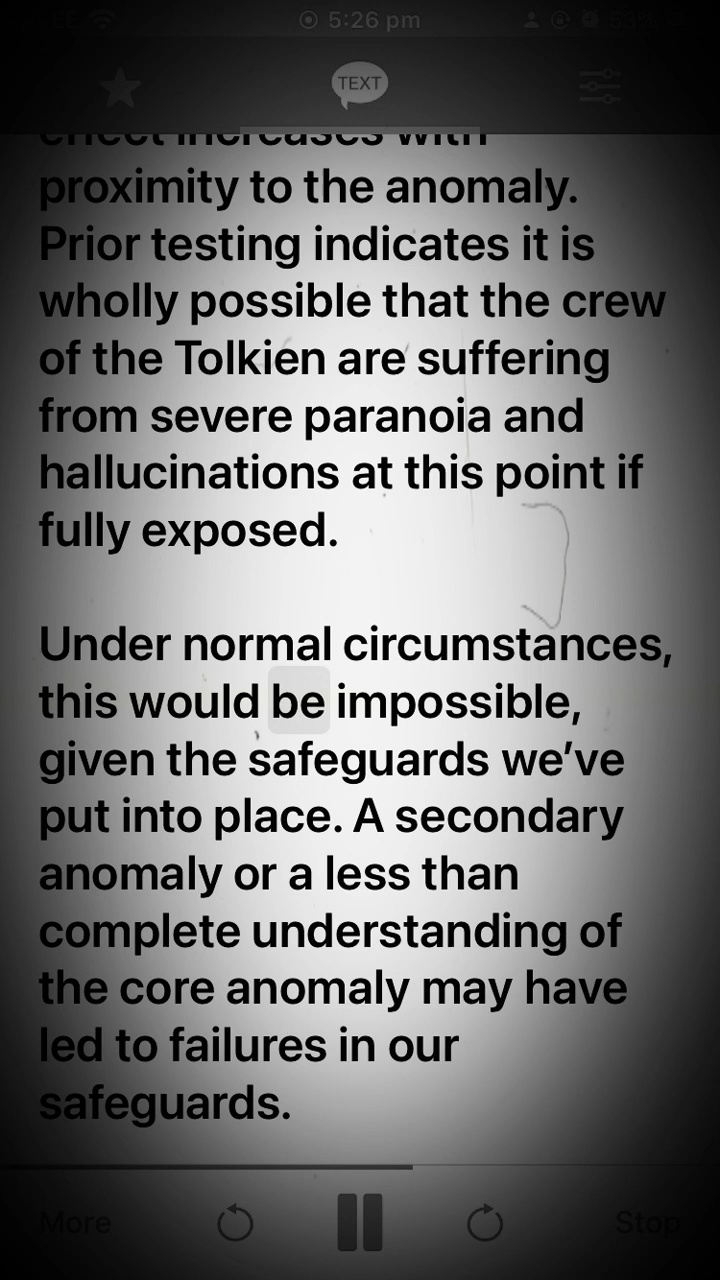 5:26 pm
TEXT
effect increases with
proximity to the anomaly.
Prior testing indicates it is
wholly possible that the crew
of the Tolkien are suffering
from severe paranoia and
hallucinations at this point if
fully exposed.
Under normal circumstances,
this would be impossible,
given the safeguards we’ve
put into place. A secondary
anomaly or a less than
complete understanding of
the core anomaly may have
led to failures in our
safeguards.
More
Stop